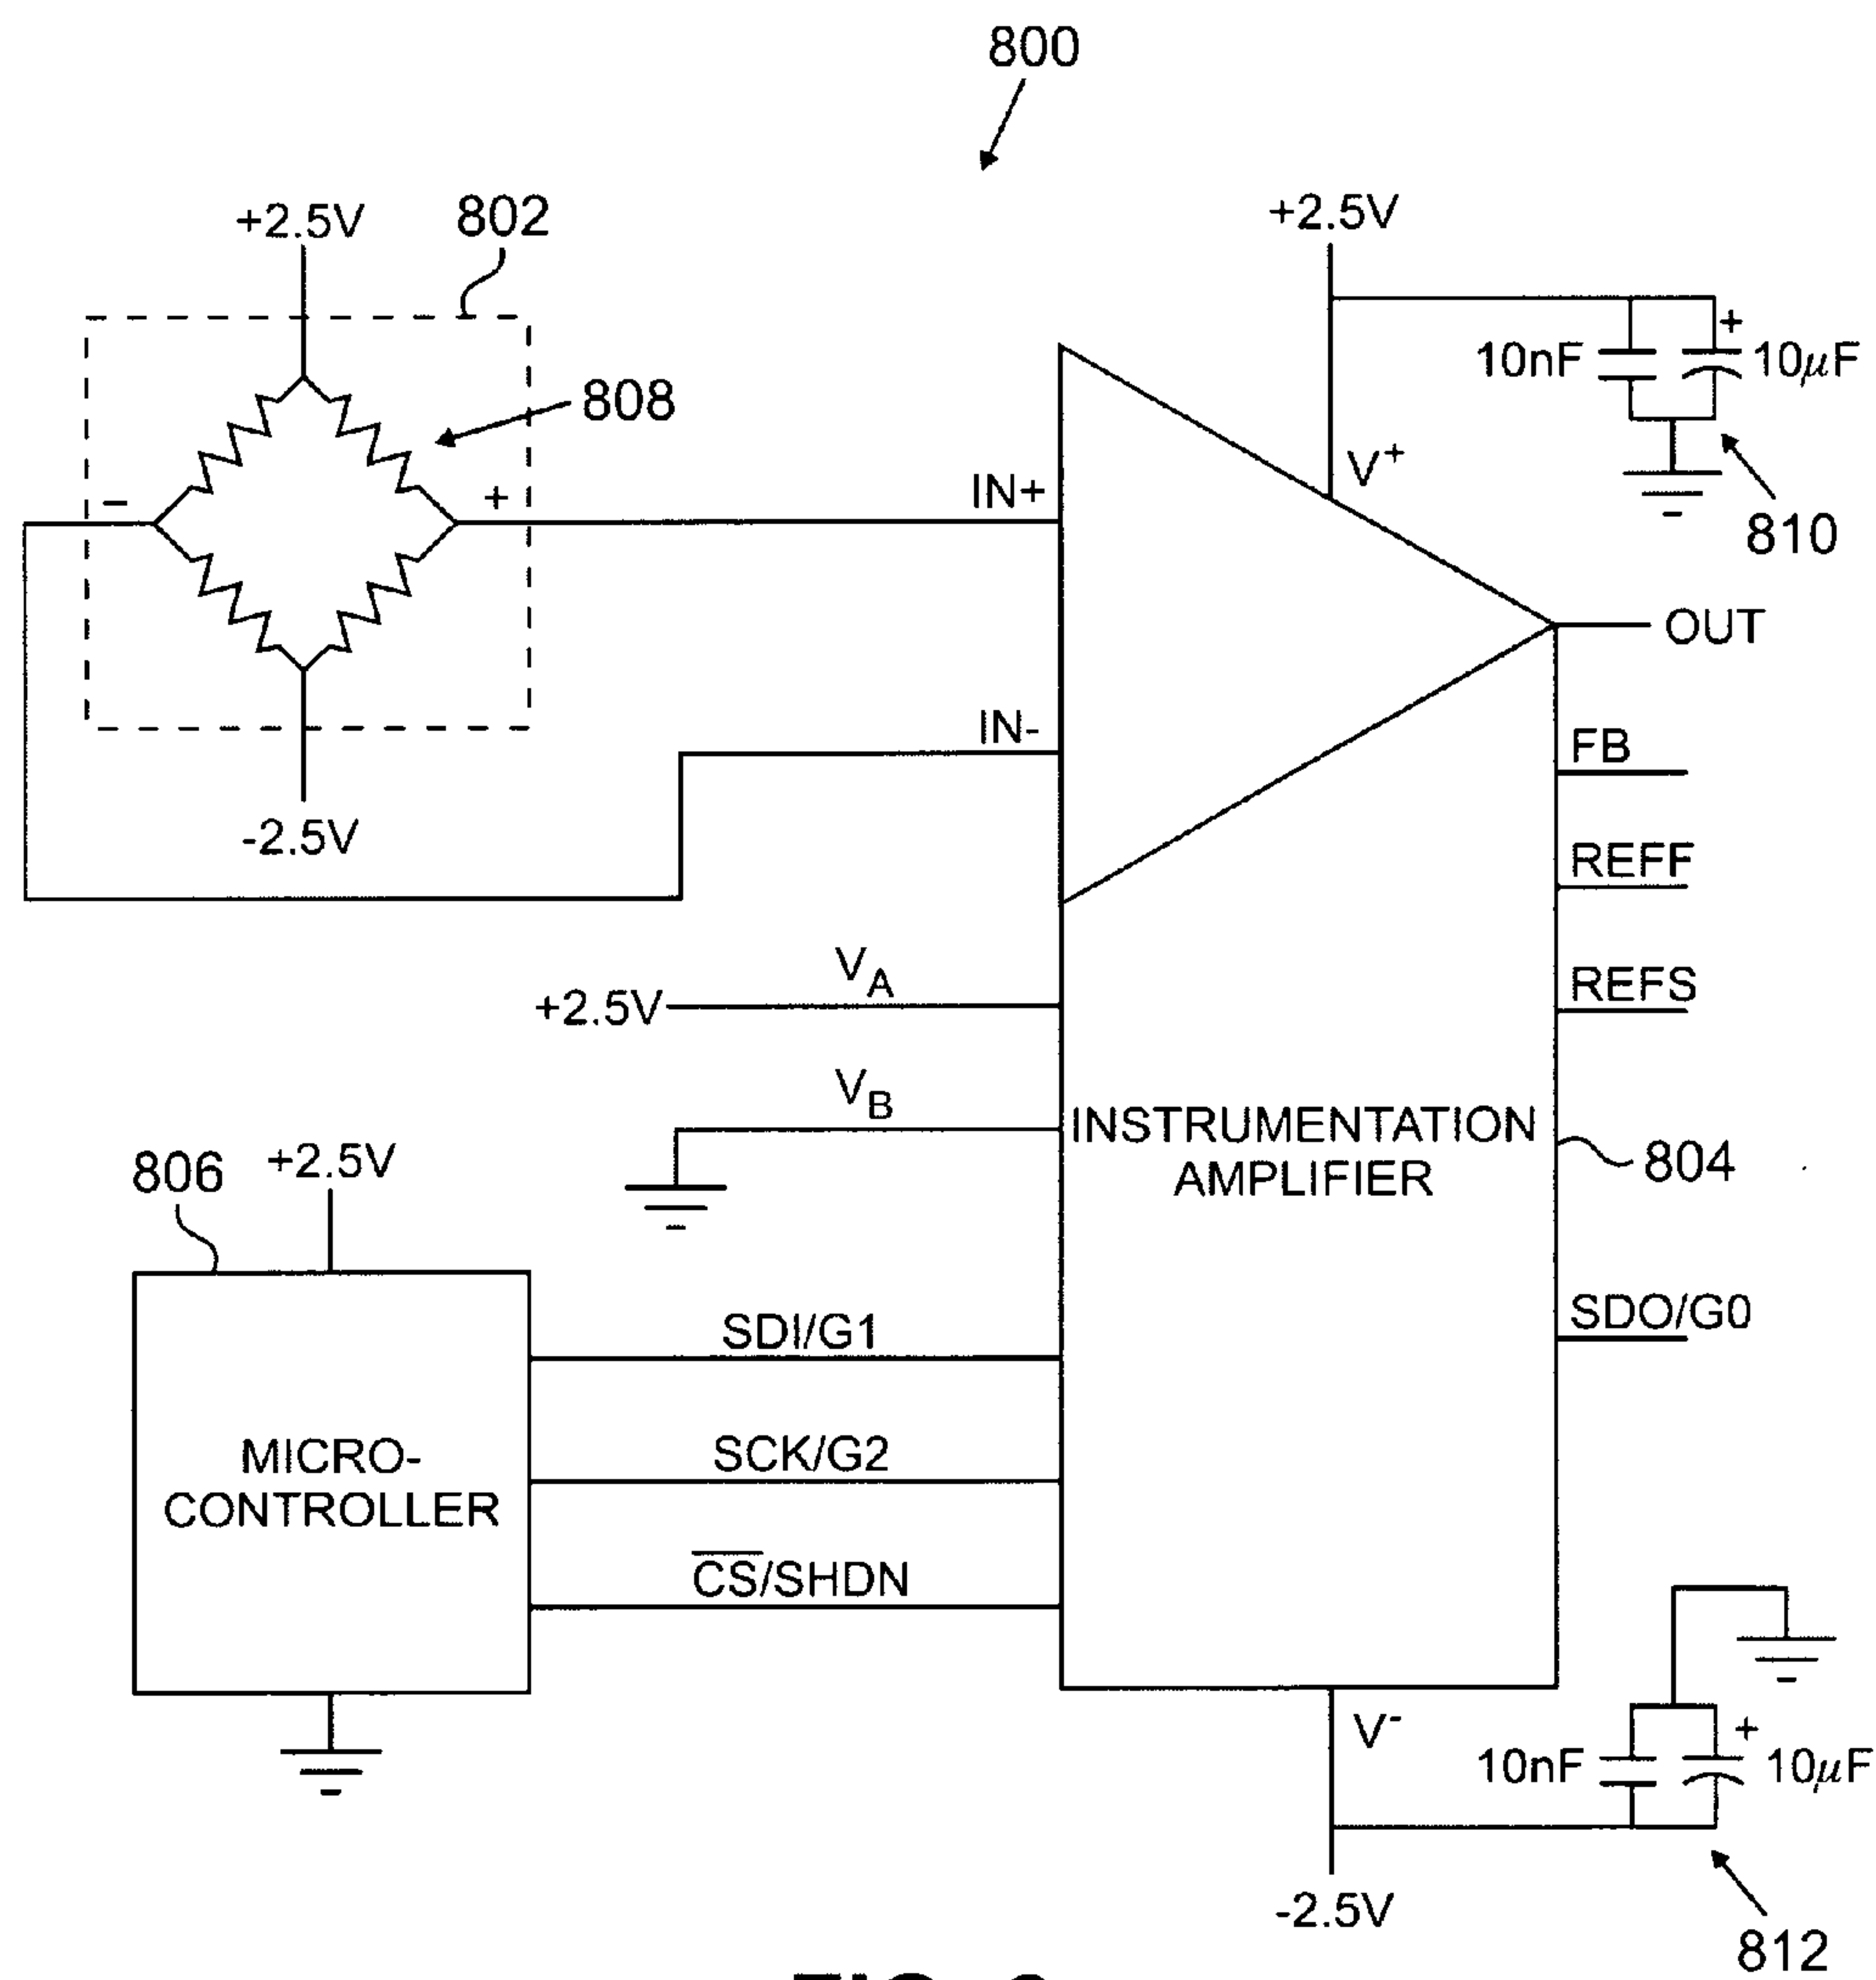 800
+2.5V
802
+2.5V
+
10nF
10μF
808
V+
810
−
+
IN+
OUT
IN-
FB
-2.5V
REFF
VA
+2.5V
REFS
VB
INSTRUMENTATION
AMPLIFIER
804
806
+2.5V
SDI/G1
SDO/G0
MICRO-
CONTROLLER
SCK/G2
C̅S̅/SHDN
V-
+
10nF
10μF
-2.5V
812